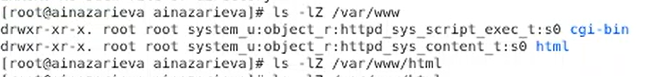 [root@ainazarieva ainazarieva]# ls -lZ /var/www
drwxr-xr-x. root root system_u:object_r:httpd_sys_script_exec_t:s0 cgi-bin
drwxr-xr-x. root root system_u:object_r:httpd_sys_content_t:s0 html
[root@ainazarieva ainazarieva]# ls -lZ /var/www/html